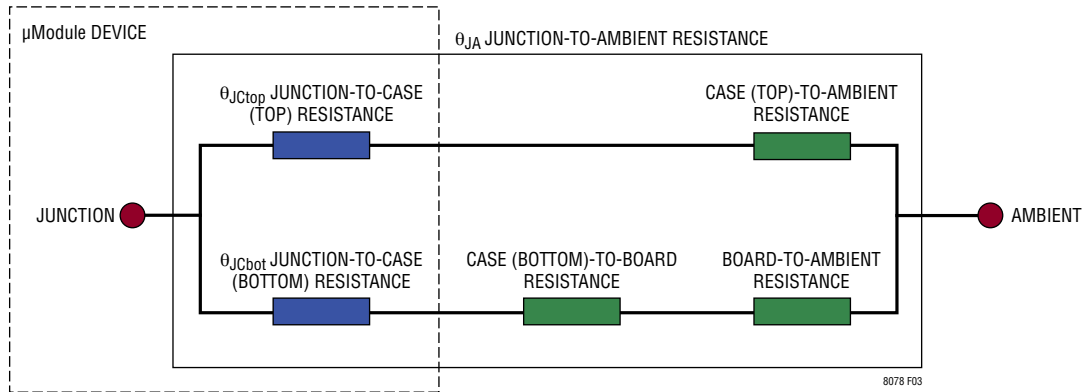 µModule DEVICE
θJA JUNCTION-TO-AMBIENT RESISTANCE
θJCtop JUNCTION-TO-CASE
(TOP) RESISTANCE
CASE (TOP)-TO-AMBIENT
RESISTANCE
JUNCTION
AMBIENT
θJCbot JUNCTION-TO-CASE
(BOTTOM) RESISTANCE
CASE (BOTTOM)-TO-BOARD
RESISTANCE
BOARD-TO-AMBIENT
RESISTANCE
8078 F03